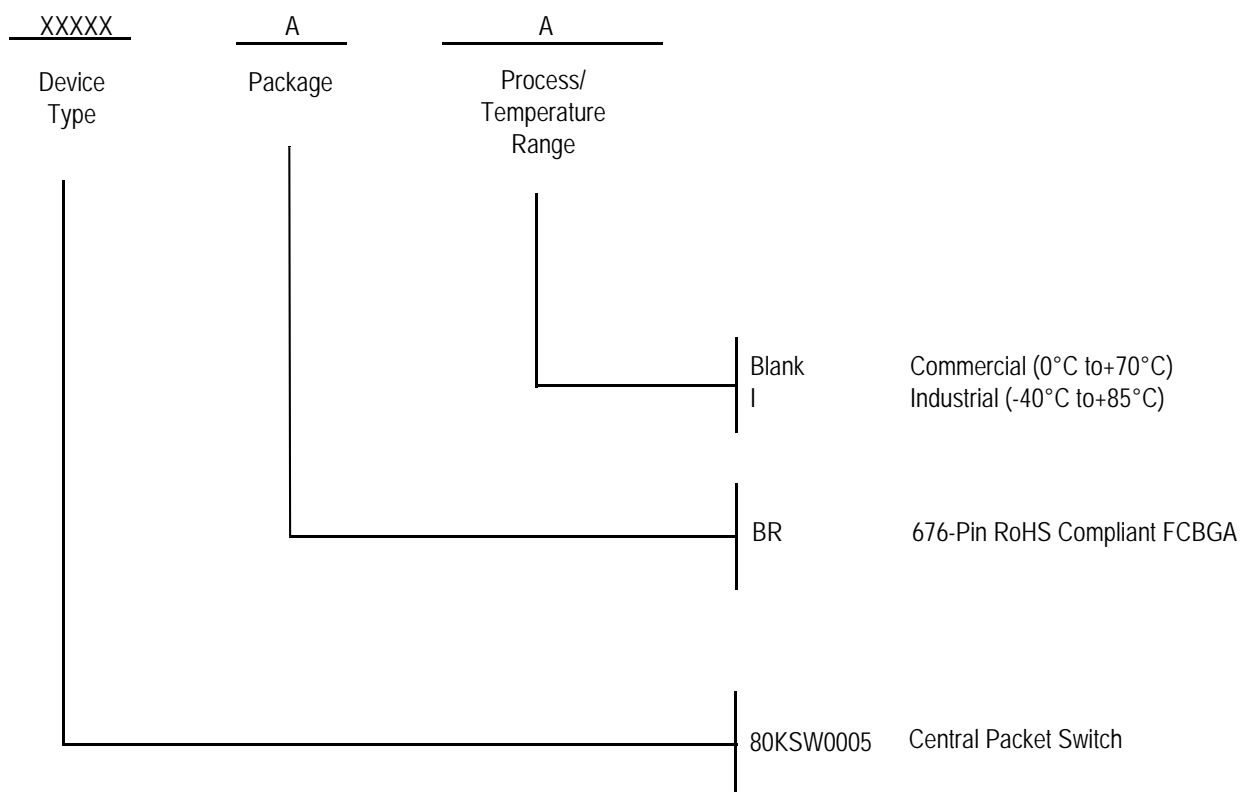 XXXXX A A
Device Type
Package
Process/
Temperature
Range
Blank Commercial (0°C to+70°C)
I Industrial (-40°C to+85°C)
BR 676-Pin RoHS Compliant FCBGA
80KSW0005 Central Packet Switch